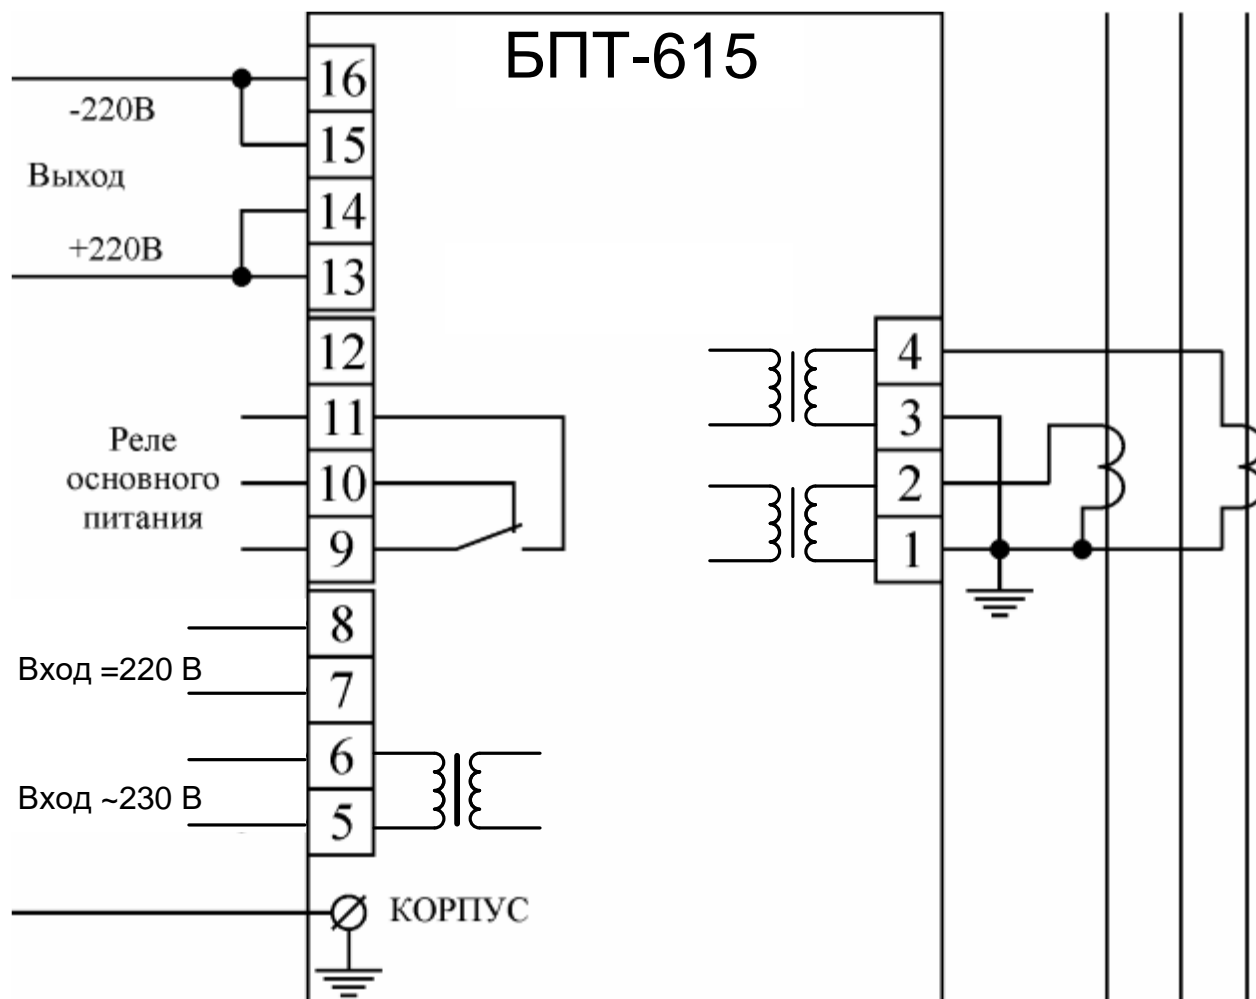 БПТ-615
16
-220В
15
Выход
14
+220В
13
12
4
11
3
Реле
основного
питания
10
2
9
1
8
Вход =220 В
7
6
Вход ~230 В
5
КОРПУС